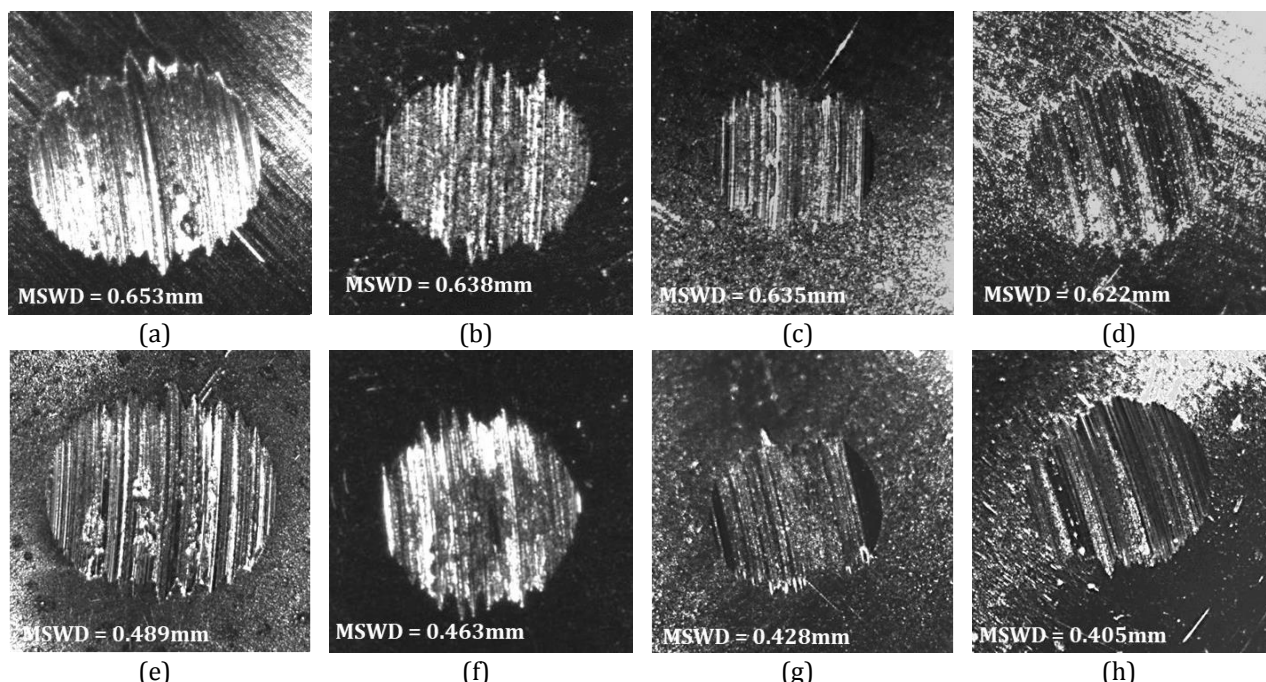 MSWD = 0.653mm
MSWD = 0.638mm
MSWD = 0.635mm
MSWD = 0.622mm
(a)
(b)
(c)
(d)
MSWD = 0.489mm
MSWD = 0.463mm
MSWD = 0.428mm
MSWD = 0.405mm
(e)
(f)
(g)
(h)